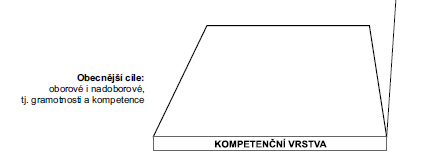 Obecnější cíle:
oborové i nadoborové,
tj. gramotnosti a kompetence
KOMPETENČNÍ VRSTVA